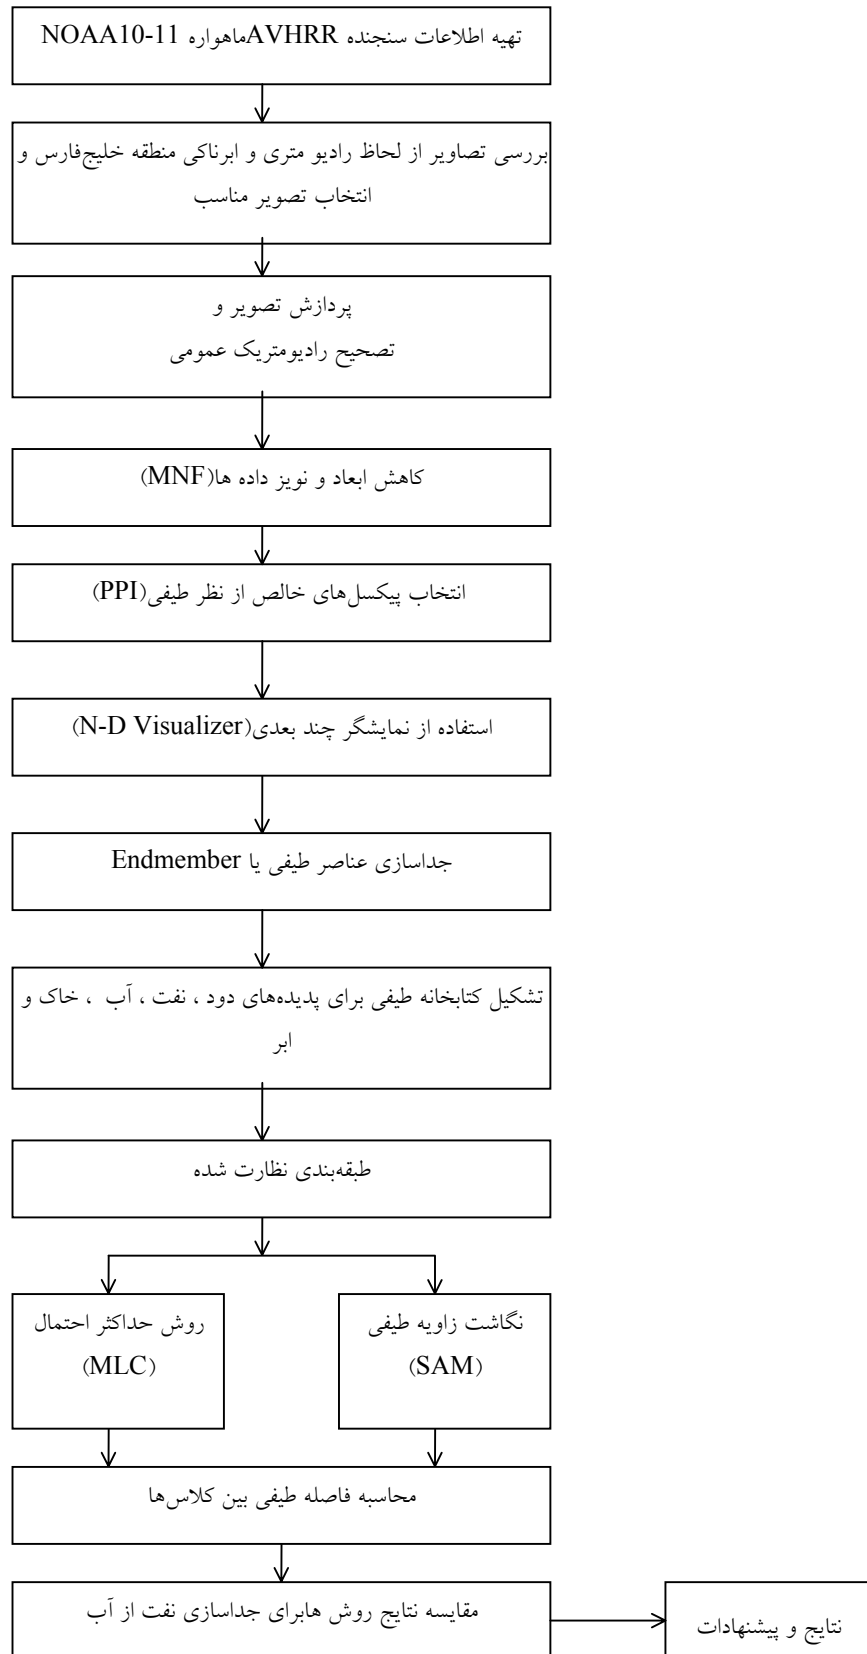 تهیه اطلاعات سنجنده AVHRRماهواره NOAA10-11
بررسی تصاویر از لحاظ رادیو متری و ابرناکی منطقه خلیج‌فارس و
انتخاب تصویر مناسب
پردازش تصویر و
تصحیح رادیومتریک عمومی
کاهش ابعاد و نویز داده ها(MNF)
انتخاب پیکسل‌های خالص از نظر طیفی(PPI)
استفاده از نمایشگر چند بعدی(N-D Visualizer)
جداسازی عناصر طیفی یا Endmember
تشکیل کتابخانه طیفی برای پدیده‌های دود ، نفت ، آب ، خاک و
ابر
طبقه‌بندی نظارت شده
نگاشت زاویه طیفی
(SAM)
روش حداکثر احتمال
(MLC)
محاسبه فاصله طیفی بین کلاس‌ها
مقایسه نتایج روش هابرای جداسازی نفت از آب
نتایج و پیشنهادات